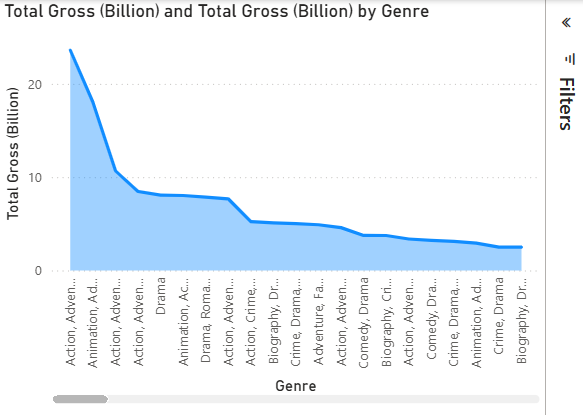 Total Gross (Billion) and Total Gross (Billion) by Genre
Filters
Total Gross (Billion)
20
10
0
Action, Adven...
Animation, Ad...
Action, Adven...
Action, Adven...
Drama
Animation, Ac...
Drama, Roma...
Action, Adven...
Action, Crime,...
Biography, Dr...
Crime, Drama,...
Adventure, Fa...
Action, Adven...
Comedy, Drama
Biography, Cri...
Action, Adven...
Comedy, Dra...
Crime, Drama,...
Animation, Ad...
Crime, Drama
Biography, Dr...
Genre